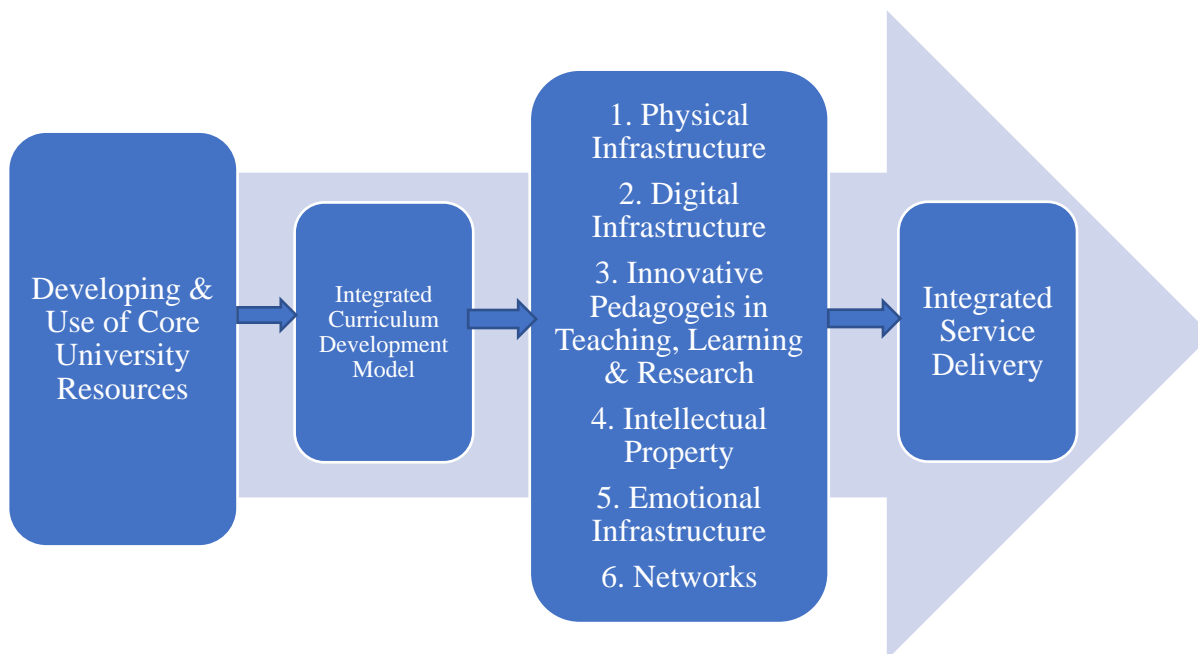 Developing &
Use of Core
University
Resources
Integrated
Curriculum
Development
Model
1. Physical
Infrastructure
2. Digital
Infrastructure
3. Innovative
Pedagogeis in
Teaching, Learning
& Research
4. Intellectual
Property
5. Emotional
Infrastructure
6. Networks
Integrated
Service
Delivery